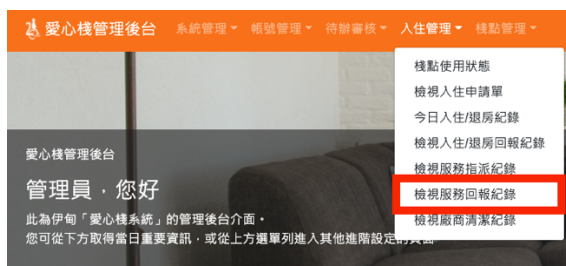 愛心棧管理後台 系統管理 帳號管理 待辦審核 入住管理 棧點管理
棧點使用狀態
檢視入住申請單
今日入住/退房紀錄
檢視入住/退房回報紀錄
檢視服務指派紀錄
檢視服務回報紀錄
檢視廠商清潔紀錄
愛心棧管理後台
管理員，您好
此為伊甸「愛心棧系統」的管理後台介面。
您可從下方取得當日重要資訊，或從上方選單列進入其他進階設定的頁面